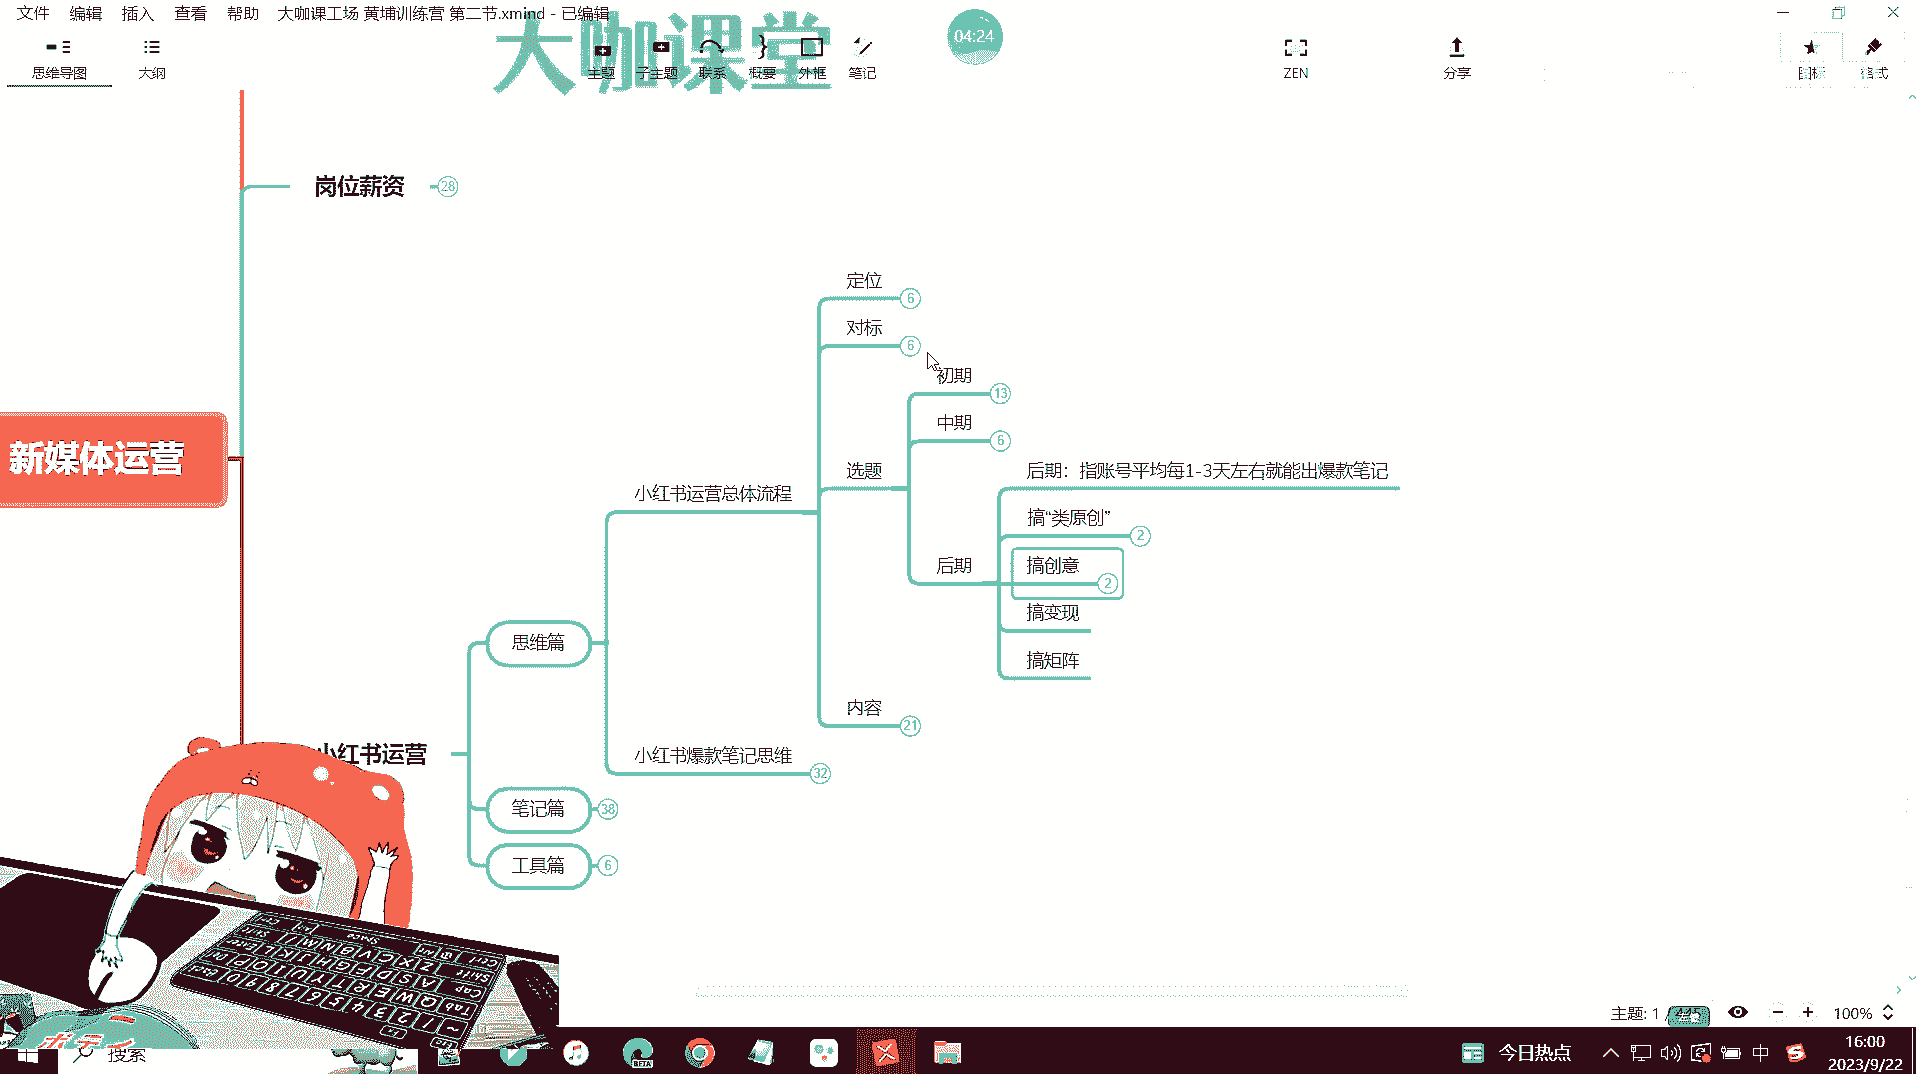 文件 编辑 插入 查看 帮助 大咖课工场 黄埔训练营 第二节.xmind - 已编辑
大咖课堂
04:24
思维导图 大纲 主题 子主题 联系 概要 外框 笔记 ZEN 分享 图标 格式
岗位薪资 28
定位 6
对标 6
初期 13
中期 6
选题
后期：指账号平均每1-3天左右就能出爆款笔记
新媒体运营
小红书运营总体流程
搞“类原创” 2
后期
搞创意 2
搞变现
思维篇
搞矩阵
内容 21
小红书运营
小红书爆款笔记思维 32
笔记篇 38
工具篇 6
主题: 1 / 445 100%
搜索
BETA
今日热点 中
16:00
2023/9/22